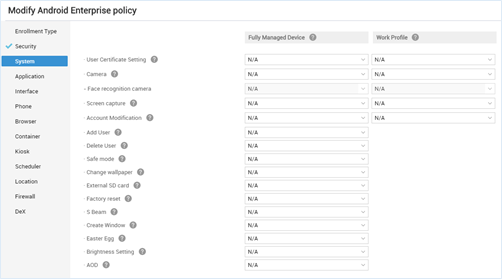 Modify Android Enterprise policy
Enrollment Type
Security
System
Application
Interface
Phone
Browser
Container
Kiosk
Scheduler
Location
Firewall
DeX
Fully Managed Device ? Work Profile ?
· User Certificate Setting ? N/A N/A
· Camera ? N/A N/A
- Face recognition camera N/A N/A
· Screen capture ? N/A N/A
· Account Modification ? N/A N/A
· Add User ? N/A
· Delete User ? N/A
· Safe mode ? N/A
· Change wallpaper ? N/A
· External SD card ? N/A
· Factory reset ? N/A
· S Beam ? N/A
· Create Window ? N/A
· Easter Egg ? N/A
· Brightness Setting ? N/A
· AOD ? N/A